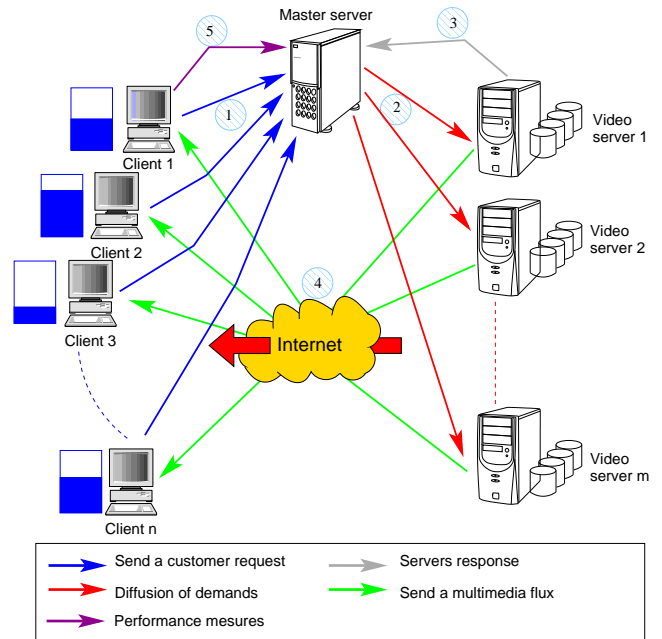 Master server
5
3
1
2
Client 1
Video
server 1
Client 2
Video
server 2
Client 3
4
Internet
Client n
Video
server m
Send a customer request
Servers response
Diffusion of demands
Send a multimedia flux
Performance mesures